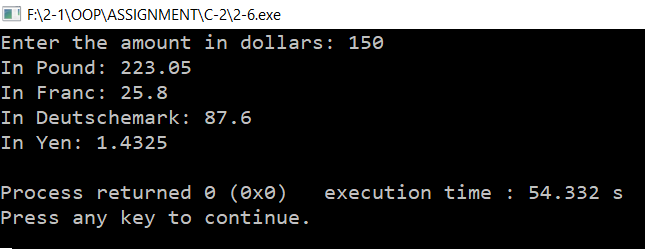 F:\2-1\OOP\ASSIGNMENT\C-2\2-6.exe
Enter the amount in dollars: 150
In Pound: 223.05
In Franc: 25.8
In Deutschemark: 87.6
In Yen: 1.4325
Process returned 0 (0x0)   execution time : 54.332 s
Press any key to continue.